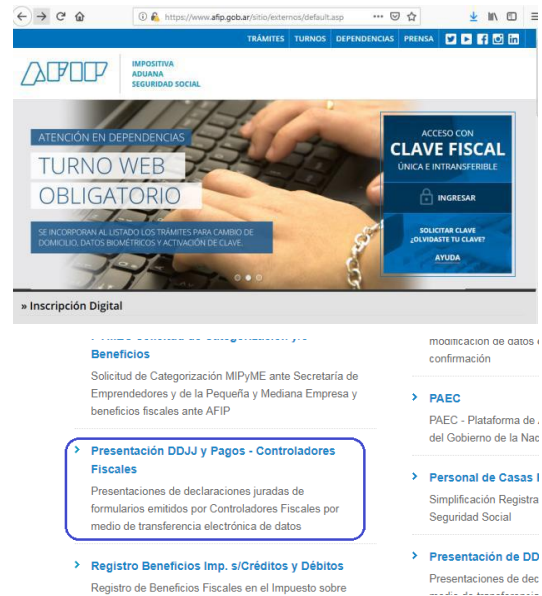 https://www.afip.gob.ar/sitio/externos/default.asp
TRÁMITES TURNOS DEPENDENCIAS PRENSA
AFIP
IMPOSITIVA
ADUANA
SEGURIDAD SOCIAL
ATENCIÓN EN DEPENDENCIAS
TURNO WEB
OBLIGATORIO
SE INCORPORAN AL LISTADO LOS TRÁMITES PARA CAMBIO DE
DOMICILIO, DATOS BIOMÉTRICOS Y ACTIVACIÓN DE CLAVE.
ACCESO CON
CLAVE FISCAL
ÚNICA E INTRANSFERIBLE
INGRESAR
SOLICITAR CLAVE
¿OLVIDASTE TU CLAVE?
AYUDA
» Inscripción Digital
Beneficios
Solicitud de Categorización MIPyME ante Secretaría de
Emprendedores y de la Pequeña y Mediana Empresa y
beneficios fiscales ante AFIP
Presentación DDJJ y Pagos - Controladores
Fiscales
Presentaciones de declaraciones juradas de
formularios emitidos por Controladores Fiscales por
medio de transferencia electrónica de datos
Registro Beneficios Imp. s/Créditos y Débitos
Registro de Beneficios Fiscales en el Impuesto sobre
modificación de datos
confirmación
PAEC
PAEC - Plataforma de
del Gobierno de la
Personal de Casas
Simplificación
Seguridad Social
Presentación de
Presentaciones de